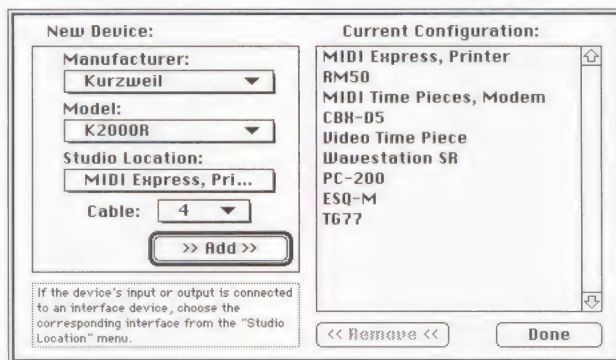 New Device:
Manufacturer:
Kurzweil
Model:
K2000R
Studio Location:
MIDI Express, Pri...
Cable: 4
>> Add >>
If the device's input or output is connected
to an interface device, choose the
corresponding interface from the "Studio
Location" menu.
Current Configuration:
MIDI Express, Printer
RM50
MIDI Time Pieces, Modem
CBX-D5
Video Time Piece
Wavestation SR
PC-200
ESQ-M
TG77
<< Remove <<
Done